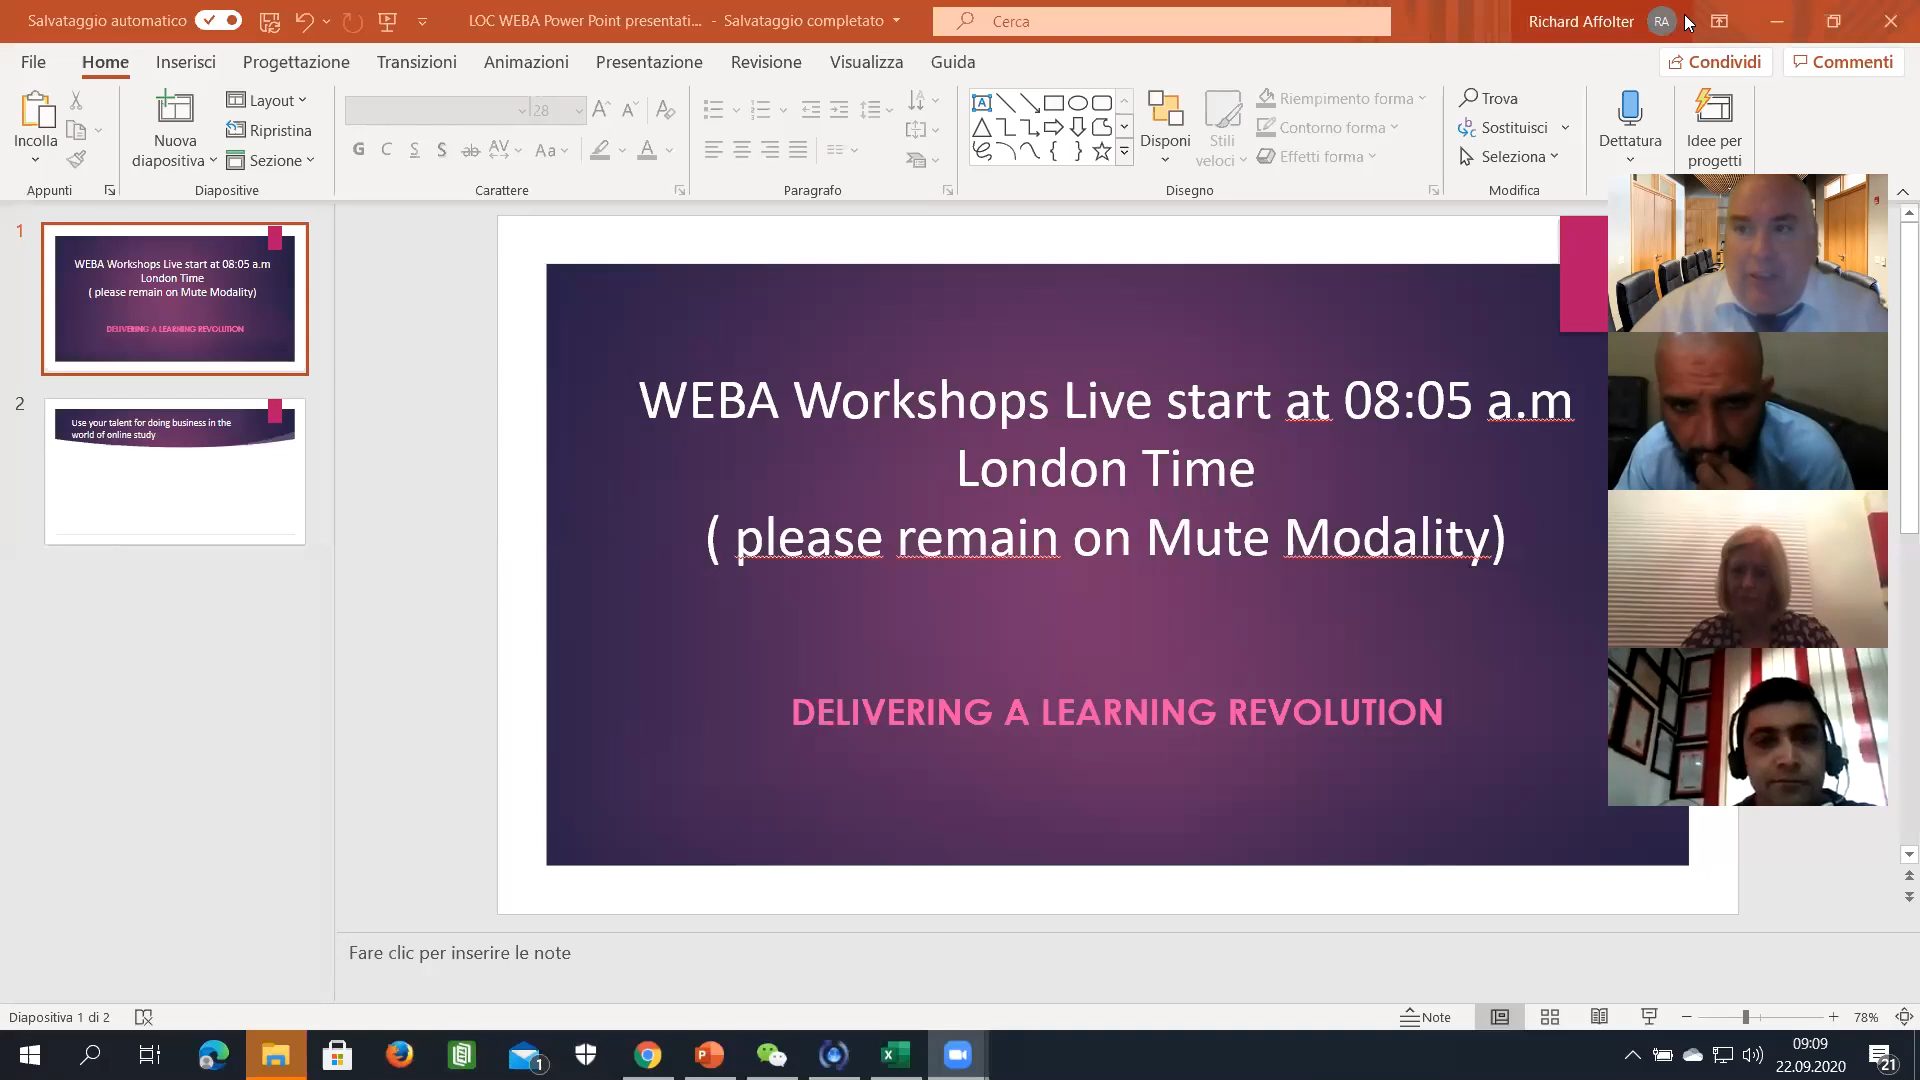 Salvataggio automatico
LOC WEBA Power Point presentati... - Salvataggio completato
Cerca
Richard Affolter
RA
File
Home
Inserisci
Progettazione
Transizioni
Animazioni
Presentazione
Revisione
Visualizza
Guida
Condividi
Commenti
Incolla
Nuova
diapositiva
Layout
Ripristina
Sezione
28
G C S S ab AV Aa A
Disponi
Stili
veloci
Riempimento forma
Contorno forma
Effetti forma
Trova
Sostituisci
Seleziona
Dettatura
Idee per
progetti
Appunti
Diapositive
Carattere
Paragrafo
Disegno
Modifica
1
WEBA Workshops Live start at 08:05 a.m
London Time
( please remain on Mute Modality)
DELIVERING A LEARNING REVOLUTION
2
Use your talent for doing business in the
world of online study
WEBA Workshops Live start at 08:05 a.m
London Time
( please remain on Mute Modality)
DELIVERING A LEARNING REVOLUTION
Fare clic per inserire le note
Diapositiva 1 di 2
Note
78%
1
09:09
22.09.2020
21